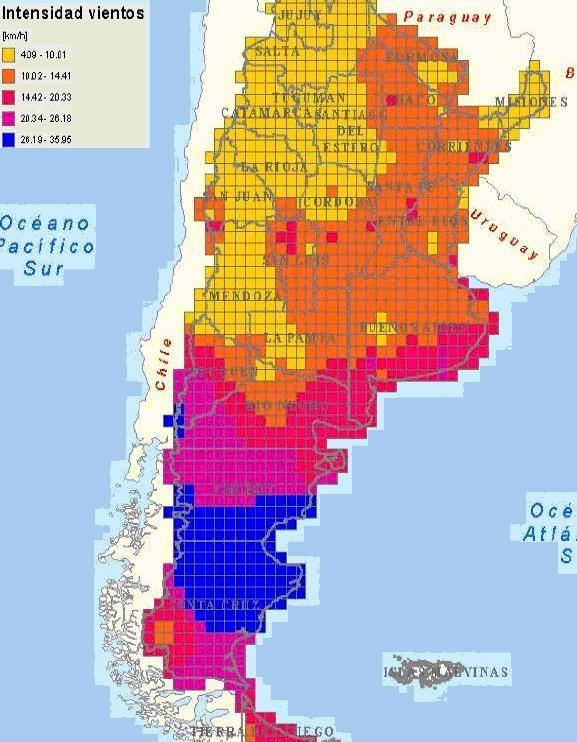 Intensidad vientos
[km/h]
4.09 - 10.01
10.02 - 14.41
14.42 - 20.33
20.34 - 26.18
26.19 - 35.95
JUJUY
Paraguay
SALTA
FORMOSA
B
TUCUMAN
CHACO
MISIONES
CATAMARCA
SANTIAGO
DEL
ESTERO
CORRIENTES
LA RIOJA
SANTA FE
SAN JUAN
CORDOBA
ENTRE RIOS
Uruguay
Océano
Pacífico
Sur
SAN LUIS
MENDOZA
BUENOS AIRES
LA PAMPA
Chile
NEUQUEN
RIO NEGRO
Océ
Atlá
S
SANTA CRUZ
ISLAS MALVINAS
TIERRA DEL FUEGO